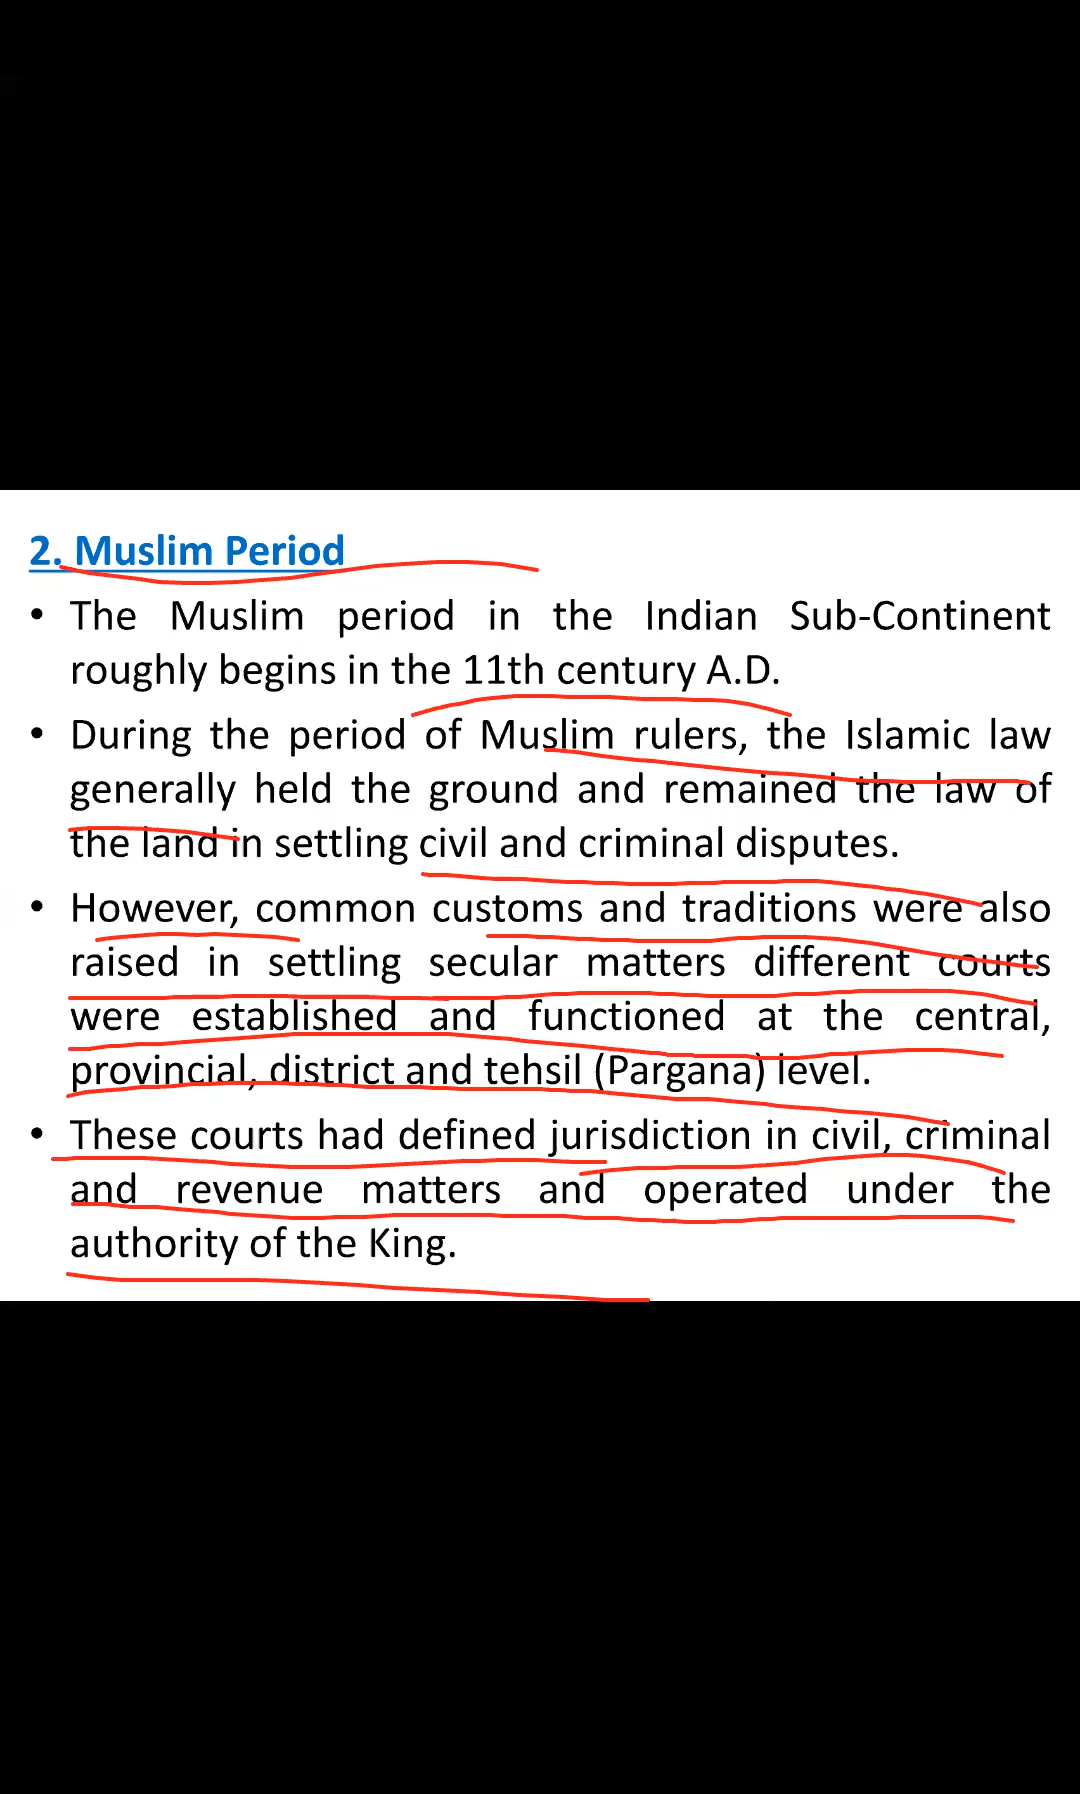 2. Muslim Period
• The Muslim period in the Indian Sub-Continent
roughly begins in the 11th century A.D.
• During the period of Muslim rulers, the Islamic law
generally held the ground and remained the law of
the land in settling civil and criminal disputes.
• However, common customs and traditions were also
raised in settling secular matters different courts
were established and functioned at the central,
provincial, district and tehsil (Pargana) level.
• These courts had defined jurisdiction in civil, criminal
and revenue matters and operated under the
authority of the King.